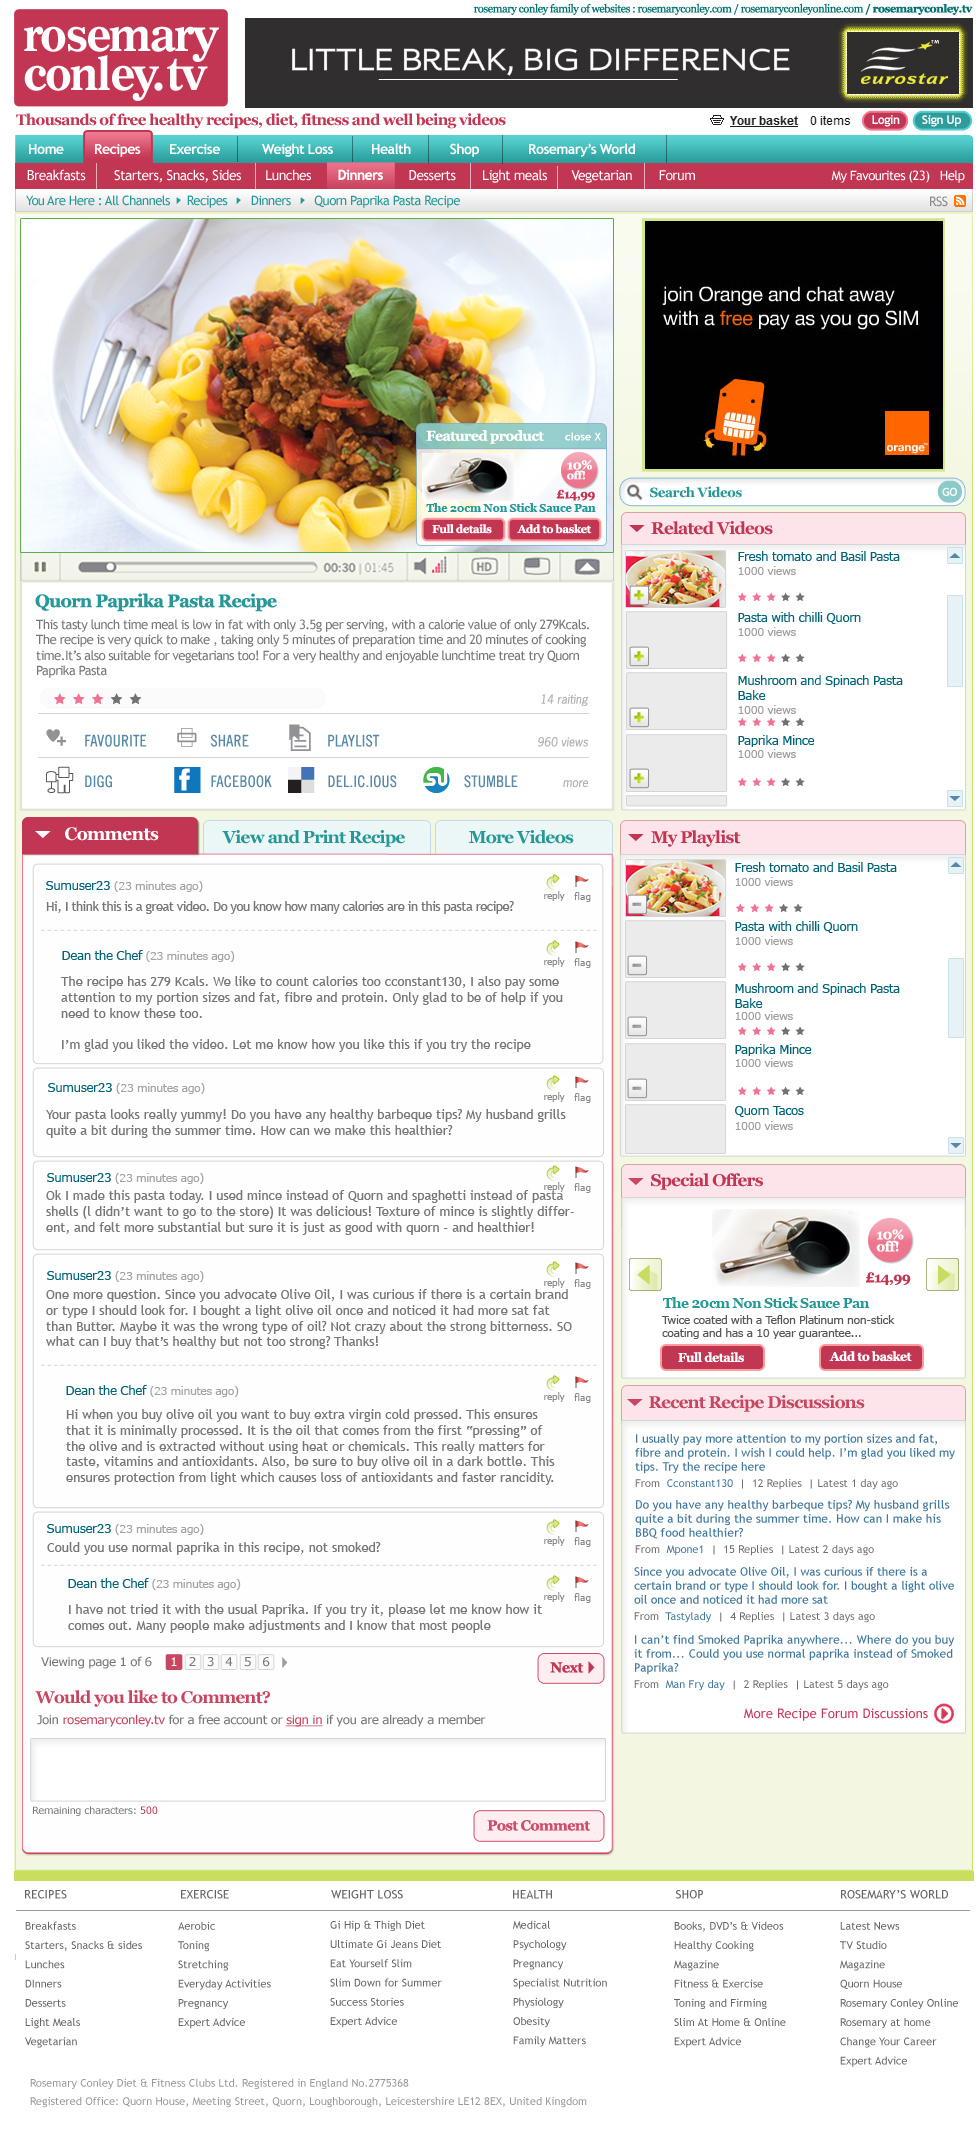 rosemary conley family of websites : rosemaryconley.com / rosemaryconleyonline.com / rosemaryconley.tv
rosemary
conley.tv
LITTLE BREAK, BIG DIFFERENCE
eurostar™
Thousands of free healthy recipes, diet, fitness and well being videos
Your basket 0 items Login Sign Up
Home Recipes Exercise Weight Loss Health Shop Rosemary's World
Breakfasts Starters, Snacks, Sides Lunches Dinners Desserts Light meals Vegetarian Forum My Favourites (23) Help
You Are Here : All Channels Recipes Dinners Quorn Paprika Pasta Recipe RSS
join Orange and chat away
with a free pay as you go SIM
orange™
Featured product close X
10%
off!
£14,99
The 20cm Non Stick Sauce Pan
Full details Add to basket
00:30 | 01:45 HD
Quorn Paprika Pasta Recipe
This tasty lunch time meal is low in fat with only 3.5g per serving, with a calorie value of only 279Kcals.
The recipe is very quick to make , taking only 5 minutes of preparation time and 20 minutes of cooking
time.It's also suitable for vegetarians too! For a very healthy and enjoyable lunchtime treat try Quorn
Paprika Pasta
14 raiting
FAVOURITE SHARE PLAYLIST 960 views
DIGG FACEBOOK DEL.IC.IOUS STUMBLE more
Search Videos GO
Related Videos
Fresh tomato and Basil Pasta
1000 views
Pasta with chilli Quorn
1000 views
Mushroom and Spinach Pasta
Bake
1000 views
Paprika Mince
1000 views
Comments View and Print Recipe More Videos
Sumuser23 (23 minutes ago) reply flag
Hi, I think this is a great video. Do you know how many calories are in this pasta recipe?
Dean the Chef (23 minutes ago) reply flag
The recipe has 279 Kcals. We like to count calories too cconstant130, I also pay some
attention to my portion sizes and fat, fibre and protein. Only glad to be of help if you
need to know these too.
I'm glad you liked the video. Let me know how you like this if you try the recipe
Sumuser23 (23 minutes ago) reply flag
Your pasta looks really yummy! Do you have any healthy barbeque tips? My husband grills
quite a bit during the summer time. How can we make this healthier?
Sumuser23 (23 minutes ago) reply flag
Ok I made this pasta today. I used mince instead of Quorn and spaghetti instead of pasta
shells (I didn't want to go to the store) It was delicious! Texture of mince is slightly differ-
ent, and felt more substantial but sure it is just as good with quorn - and healthier!
Sumuser23 (23 minutes ago) reply flag
One more question. Since you advocate Olive Oil, I was curious if there is a certain brand
or type I should look for. I bought a light olive oil once and noticed it had more sat fat
than Butter. Maybe it was the wrong type of oil? Not crazy about the strong bitterness. SO
what can I buy that's healthy but not too strong? Thanks!
Dean the Chef (23 minutes ago) reply flag
Hi when you buy olive oil you want to buy extra virgin cold pressed. This ensures
that it is minimally processed. It is the oil that comes from the first "pressing" of
the olive and is extracted without using heat or chemicals. This really matters for
taste, vitamins and antioxidants. Also, be sure to buy olive oil in a dark bottle. This
ensures protection from light which causes loss of antioxidants and faster rancidity.
Sumuser23 (23 minutes ago) reply flag
Could you use normal paprika in this recipe, not smoked?
Dean the Chef (23 minutes ago) reply flag
I have not tried it with the usual Paprika. If you try it, please let me know how it
comes out. Many people make adjustments and I know that most people
Viewing page 1 of 6 1 2 3 4 5 6 Next
Would you like to Comment?
Join rosemaryconley.tv for a free account or sign in if you are already a member
Remaining characters: 500
Post Comment
My Playlist
Fresh tomato and Basil Pasta
1000 views
Pasta with chilli Quorn
1000 views
Mushroom and Spinach Pasta
Bake
1000 views
Paprika Mince
1000 views
Quorn Tacos
1000 views
Special Offers
10%
off!
£14,99
The 20cm Non Stick Sauce Pan
Twice coated with a Teflon Platinum non-stick
coating and has a 10 year guarantee...
Full details Add to basket
Recent Recipe Discussions
I usually pay more attention to my portion sizes and fat,
fibre and protein. I wish I could help. I'm glad you liked my
tips. Try the recipe here
From Cconstant130 | 12 Replies | Latest 1 day ago
Do you have any healthy barbeque tips? My husband grills
quite a bit during the summer time. How can I make his
BBQ food healthier?
From Mpone1 | 15 Replies | Latest 2 days ago
Since you advocate Olive Oil, I was curious if there is a
certain brand or type I should look for. I bought a light olive
oil once and noticed it had more sat
From Tastylady | 4 Replies | Latest 3 days ago
I can't find Smoked Paprika anywhere... Where do you buy
it from... Could you use normal paprika instead of Smoked
Paprika?
From Man Fry day | 2 Replies | Latest 5 days ago
More Recipe Forum Discussions
RECIPES
Breakfasts
Starters, Snacks & sides
Lunches
DInners
Desserts
Light Meals
Vegetarian
EXERCISE
Aerobic
Toning
Stretching
Everyday Activities
Pregnancy
Expert Advice
WEIGHT LOSS
Gi Hip & Thigh Diet
Ultimate Gi Jeans Diet
Eat Yourself Slim
Slim Down for Summer
Success Stories
Expert Advice
HEALTH
Medical
Psychology
Pregnancy
Specialist Nutrition
Physiology
Obesity
Family Matters
SHOP
Books, DVD's & Videos
Healthy Cooking
Magazine
Fitness & Exercise
Toning and Firming
Slim At Home & Online
Expert Advice
ROSEMARY'S WORLD
Latest News
TV Studio
Magazine
Quorn House
Rosemary Conley Online
Rosemary at home
Change Your Career
Expert Advice
Rosemary Conley Diet & Fitness Clubs Ltd. Registered in England No.2775368
Registered Office: Quorn House, Meeting Street, Quorn, Loughborough, Leicestershire LE12 8EX, United Kingdom